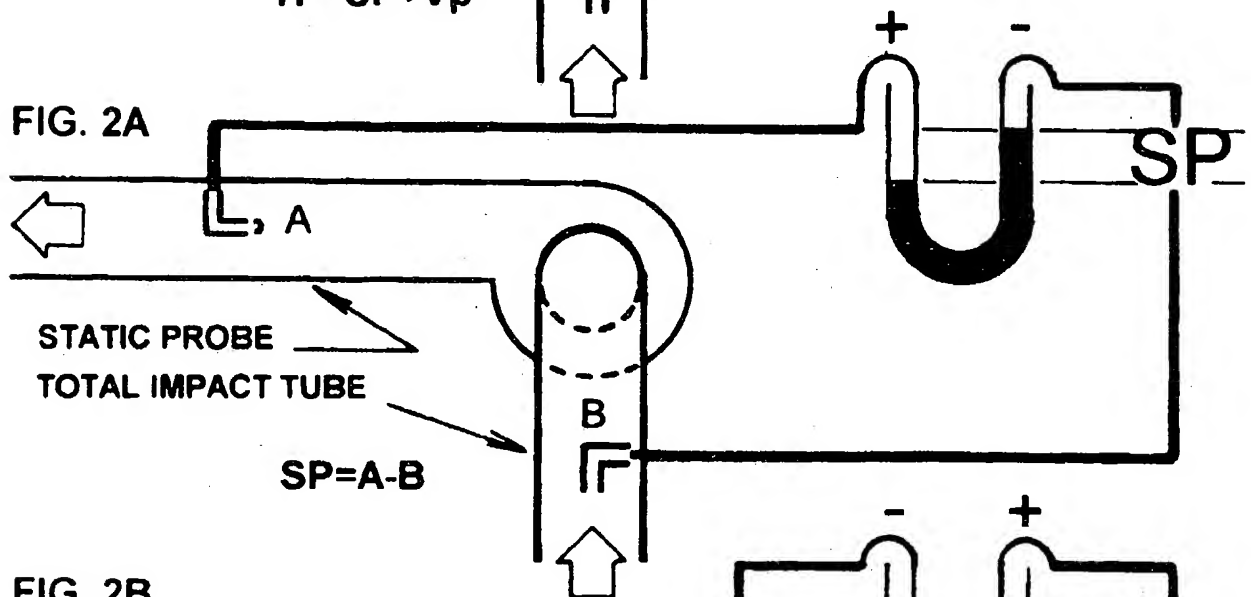 + -
FIG. 2A
SP
A
STATIC PROBE
TOTAL IMPACT TUBE
B
SP=A-B
- +
FIG. 2B